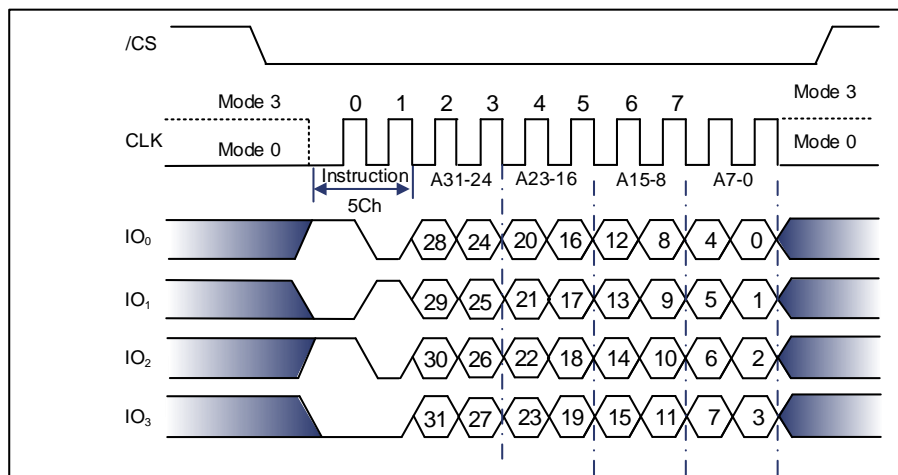 /CS
Mode 3
0 1 2 3 4 5 6 7
Mode 3
CLK
Mode 0
Mode 0
Instruction
A31-24
A23-16
A15-8
A7-0
5Ch
IO₀
28 24 20 16 12 8 4 0
IO₁
29 25 21 17 13 9 5 1
IO₂
30 26 22 18 14 10 6 2
IO₃
31 27 23 19 15 11 7 3